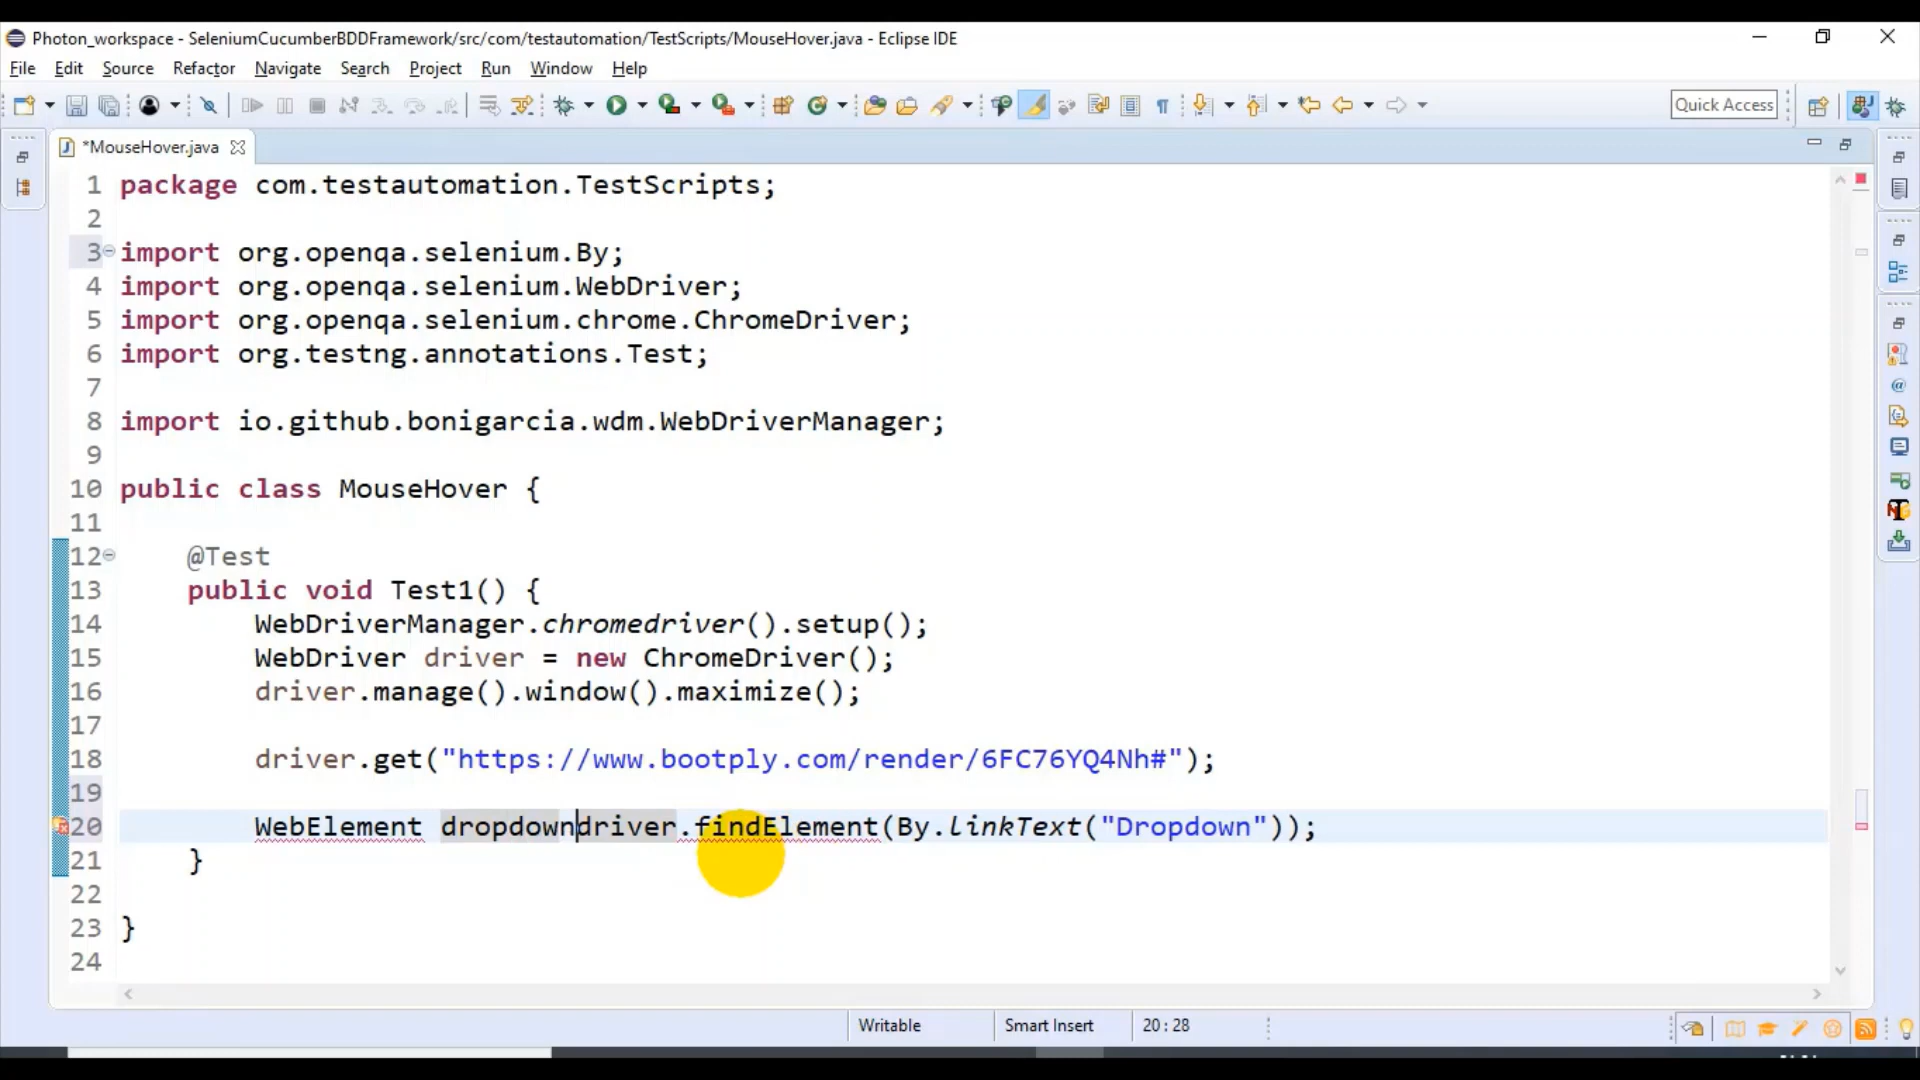 Photon_workspace - SeleniumCucumberBDDFramework/src/com/testautomation/TestScripts/MouseHover.java - Eclipse IDE
File Edit Source Refactor Navigate Search Project Run Window Help
Quick Access
*MouseHover.java
1 package com.testautomation.TestScripts;
2
3 import org.openqa.selenium.By;
4 import org.openqa.selenium.WebDriver;
5 import org.openqa.selenium.chrome.ChromeDriver;
6 import org.testng.annotations.Test;
7
8 import io.github.bonigarcia.wdm.WebDriverManager;
9
10 public class MouseHover {
11
12 @Test
13 public void Test1() {
14 WebDriverManager.chromedriver().setup();
15 WebDriver driver = new ChromeDriver();
16 driver.manage().window().maximize();
17
18 driver.get("https://www.bootply.com/render/6FC76YQ4Nh#");
19
20 WebElement dropdowndriver.findElement(By.linkText("Dropdown"));
21 }
22
23 }
24
Writable Smart Insert 20 : 28